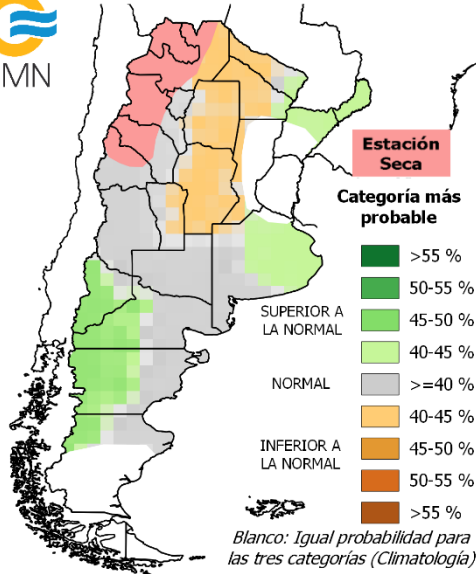 MN
Estación
Seca
Categoría más
probable
>55 %
50-55 %
SUPERIOR A
LA NORMAL
45-50 %
40-45 %
NORMAL
>=40 %
40-45 %
INFERIOR A
LA NORMAL
45-50 %
50-55 %
>55 %
Blanco: Igual probabilidad para
las tres categorías (Climatología)